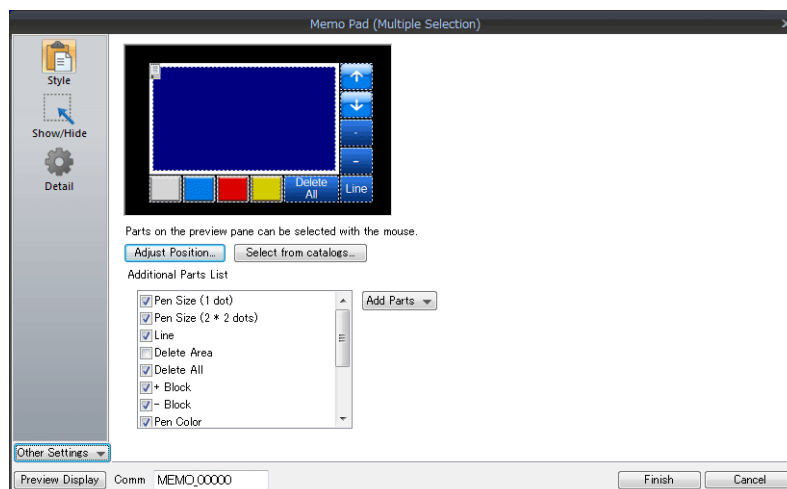 Memo Pad (Multiple Selection)
Style
Show/Hide
Detail
Delete
All
Line
Parts on the preview pane can be selected with the mouse.
Adjust Position...
Select from catalogs...
Additional Parts List
Pen Size (1 dot)
Add Parts
Pen Size (2 * 2 dots)
Line
Delete Area
Delete All
+ Block
- Block
Pen Color
Other Settings
Preview Display
Comm
MEMO_00000
Finish
Cancel